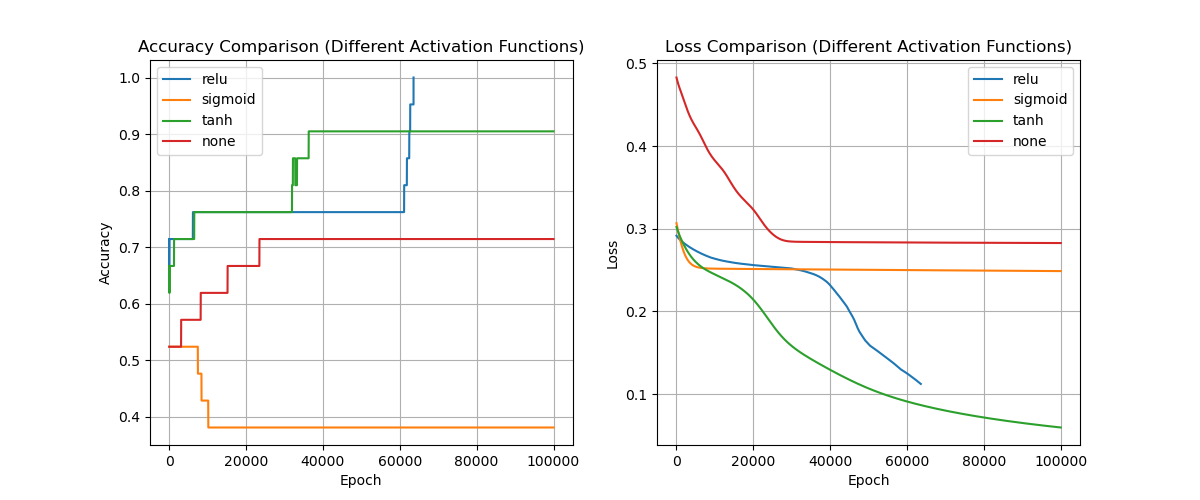 Accuracy Comparison (Different Activation Functions)
1.0
0.9
0.8
0.7
0.6
0.5
0.4
Accuracy
relu
sigmoid
tanh
none
0 20000 40000 60000 80000 100000
Epoch
Loss Comparison (Different Activation Functions)
0.5
0.4
0.3
0.2
0.1
Loss
relu
sigmoid
tanh
none
0 20000 40000 60000 80000 100000
Epoch